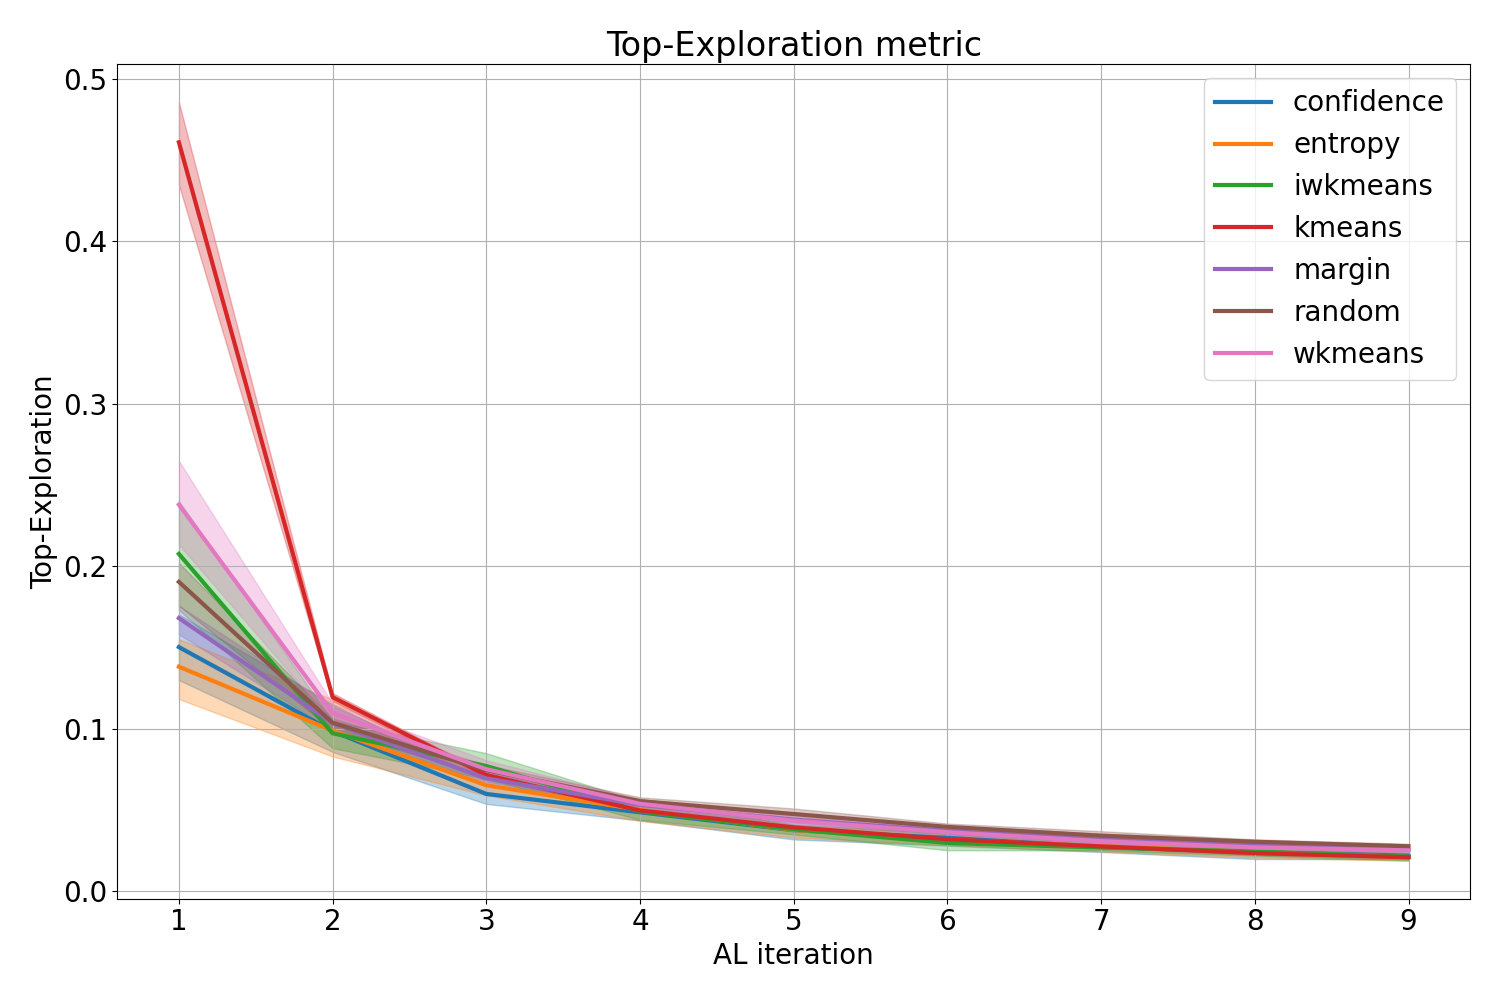 Top-Exploration metric
0.5
0.4
0.3
0.2
0.1
0.0
Top-Exploration
confidence
entropy
iwkmeans
kmeans
margin
random
wkmeans
1 2 3 4 5 6 7 8 9
AL iteration